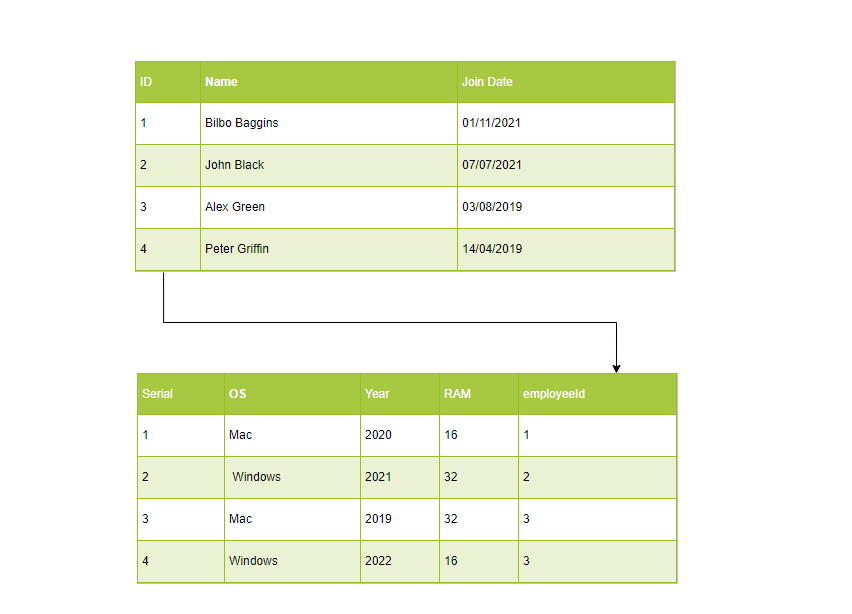 ID Name Join Date
1 Bilbo Baggins 01/11/2021
2 John Black 07/07/2021
3 Alex Green 03/08/2019
4 Peter Griffin 14/04/2019
Serial OS Year RAM employeeId
1 Mac 2020 16 1
2 Windows 2021 32 2
3 Mac 2019 32 3
4 Windows 2022 16 3